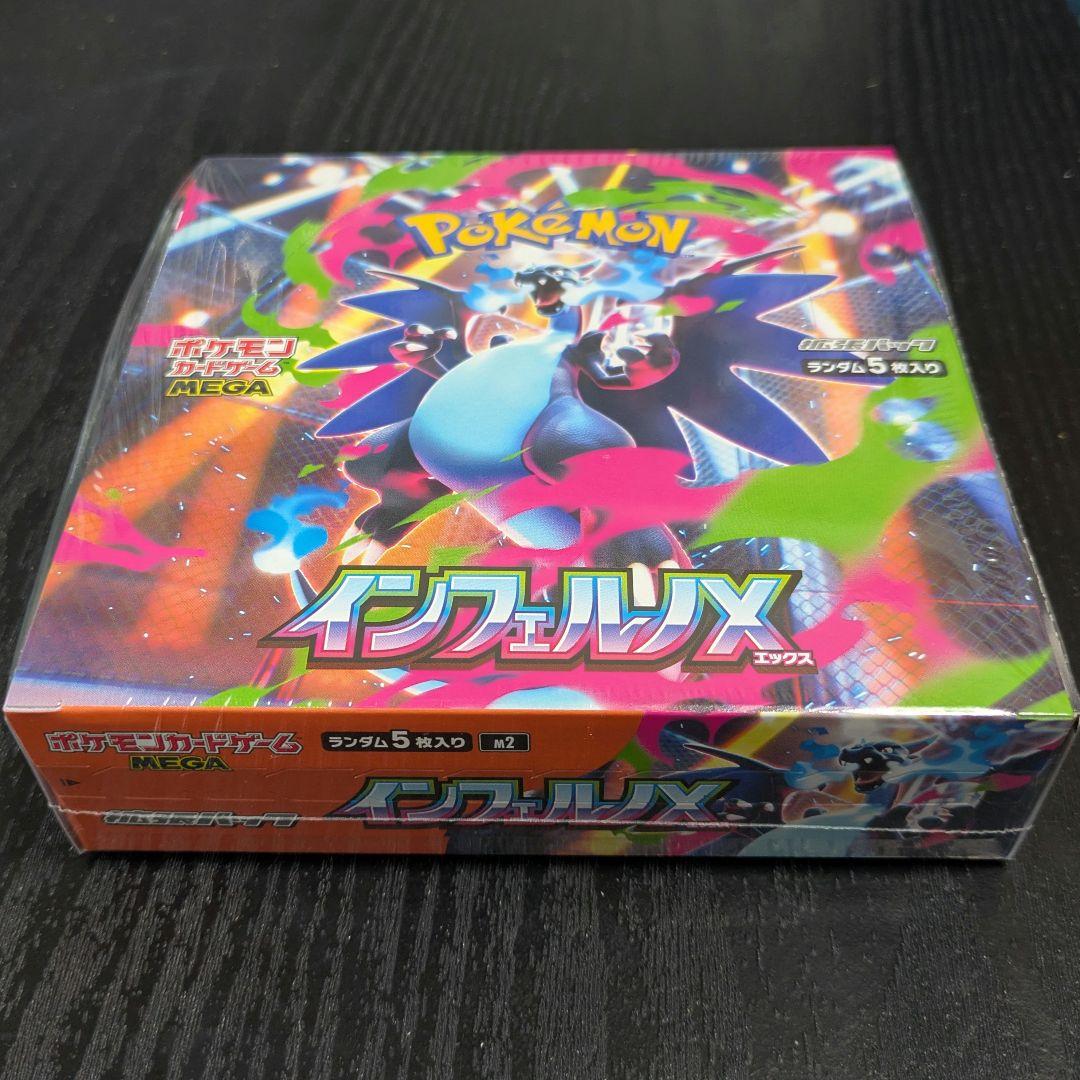 POKéMON
ポケモン
カードゲーム
MEGA
拡張パック
ランダム5枚入り
インフェルノX
エックス
ポケモンカードゲーム
MEGA
ランダム5枚入り
M2
拡張パック
インフェルノX